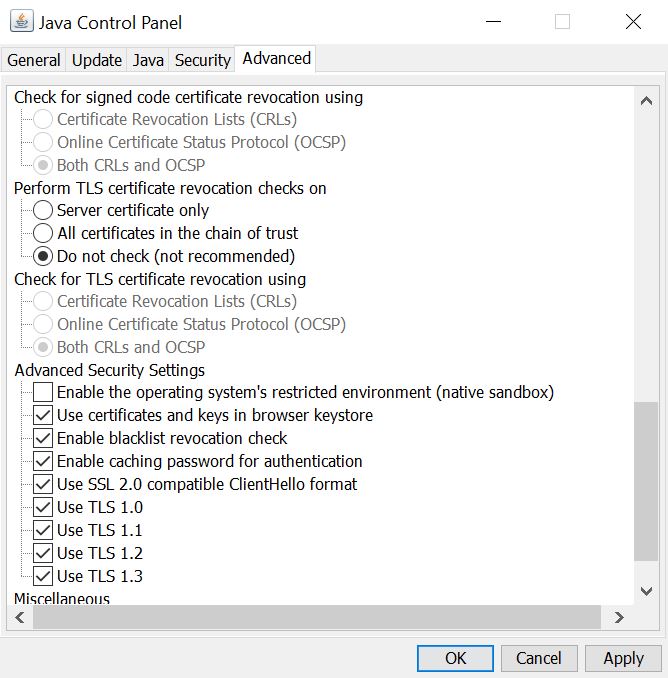 Java Control Panel
General Update Java Security Advanced
Check for signed code certificate revocation using
Certificate Revocation Lists (CRLs)
Online Certificate Status Protocol (OCSP)
Both CRLs and OCSP
Perform TLS certificate revocation checks on
Server certificate only
All certificates in the chain of trust
Do not check (not recommended)
Check for TLS certificate revocation using
Certificate Revocation Lists (CRLs)
Online Certificate Status Protocol (OCSP)
Both CRLs and OCSP
Advanced Security Settings
Enable the operating system's restricted environment (native sandbox)
Use certificates and keys in browser keystore
Enable blacklist revocation check
Enable caching password for authentication
Use SSL 2.0 compatible ClientHello format
Use TLS 1.0
Use TLS 1.1
Use TLS 1.2
Use TLS 1.3
Miscellaneous
OK Cancel Apply